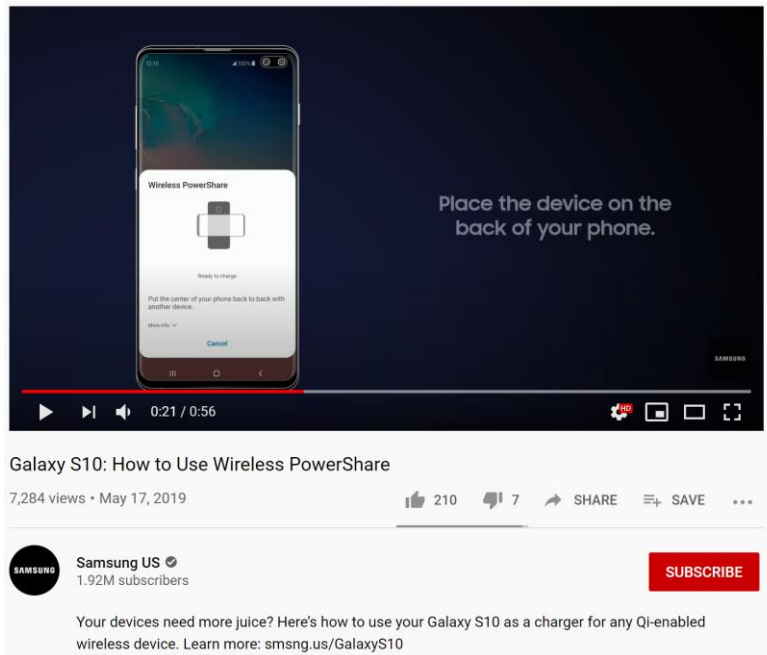 12:15
100%
Wireless PowerShare
Ready to charge
Put the center of your phone back to back with
another device.
More info
Cancel
Place the device on the
back of your phone.
SAMSUNG
0:21 / 0:56
HD
Galaxy S10: How to Use Wireless PowerShare
7,284 views • May 17, 2019
210
7
SHARE
SAVE
SAMSUNG
Samsung US
1.92M subscribers
SUBSCRIBE
Your devices need more juice? Here's how to use your Galaxy S10 as a charger for any Qi-enabled
wireless device. Learn more: smsng.us/GalaxyS10